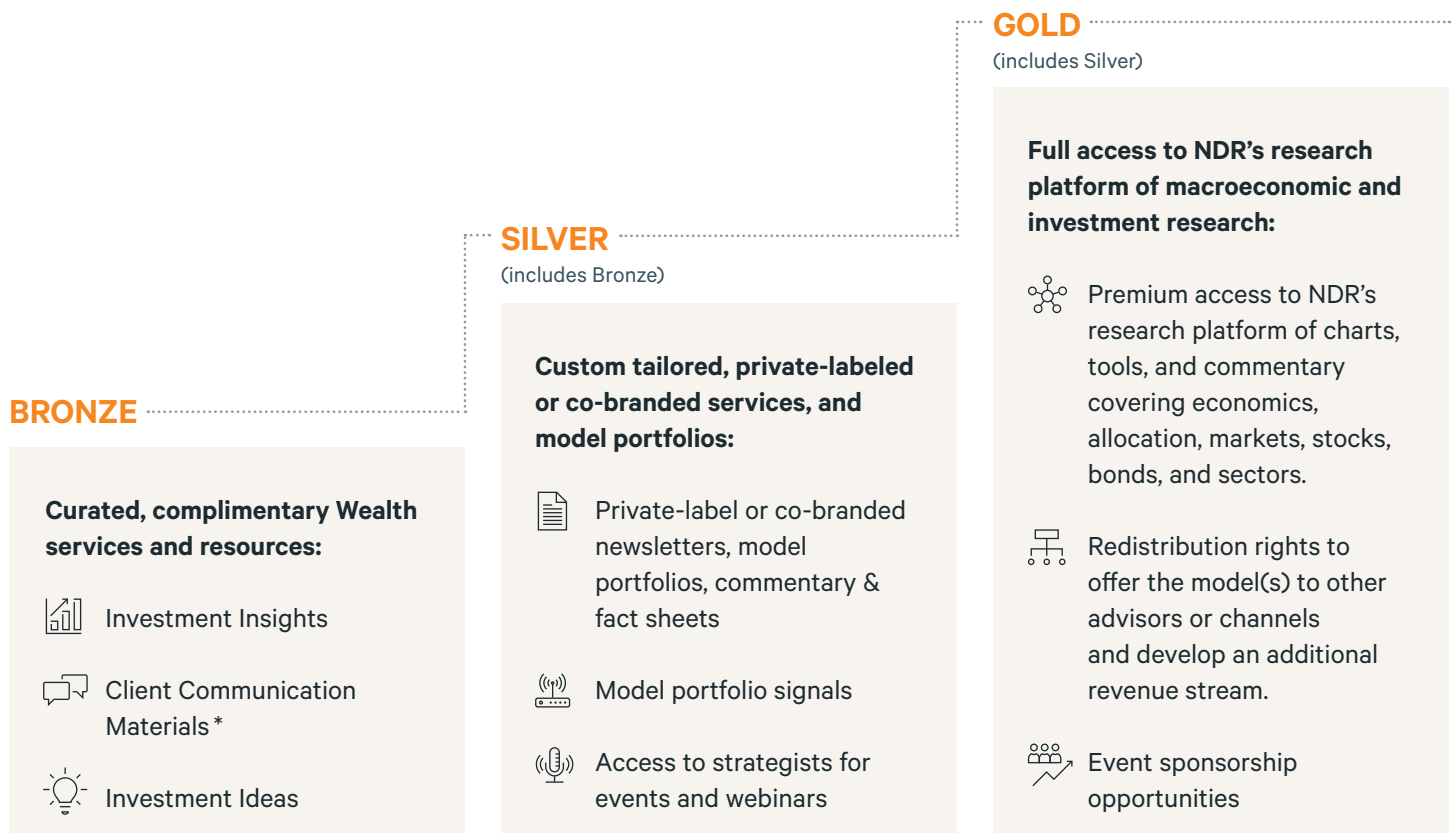 BRONZE
Curated, complimentary Wealth
services and resources:
Investment Insights
Client Communication
Materials *
Investment Ideas
SILVER
(includes Bronze)
Custom tailored, private-labeled
or co-branded services, and
model portfolios:
Private-label or co-branded
newsletters, model
portfolios, commentary &
fact sheets
Model portfolio signals
Access to strategists for
events and webinars
GOLD
(includes Silver)
Full access to NDR’s research
platform of macroeconomic and
investment research:
Premium access to NDR’s
research platform of charts,
tools, and commentary
covering economics,
allocation, markets, stocks,
bonds, and sectors.
Redistribution rights to
offer the model(s) to other
advisors or channels
and develop an additional
revenue stream.
Event sponsorship
opportunities